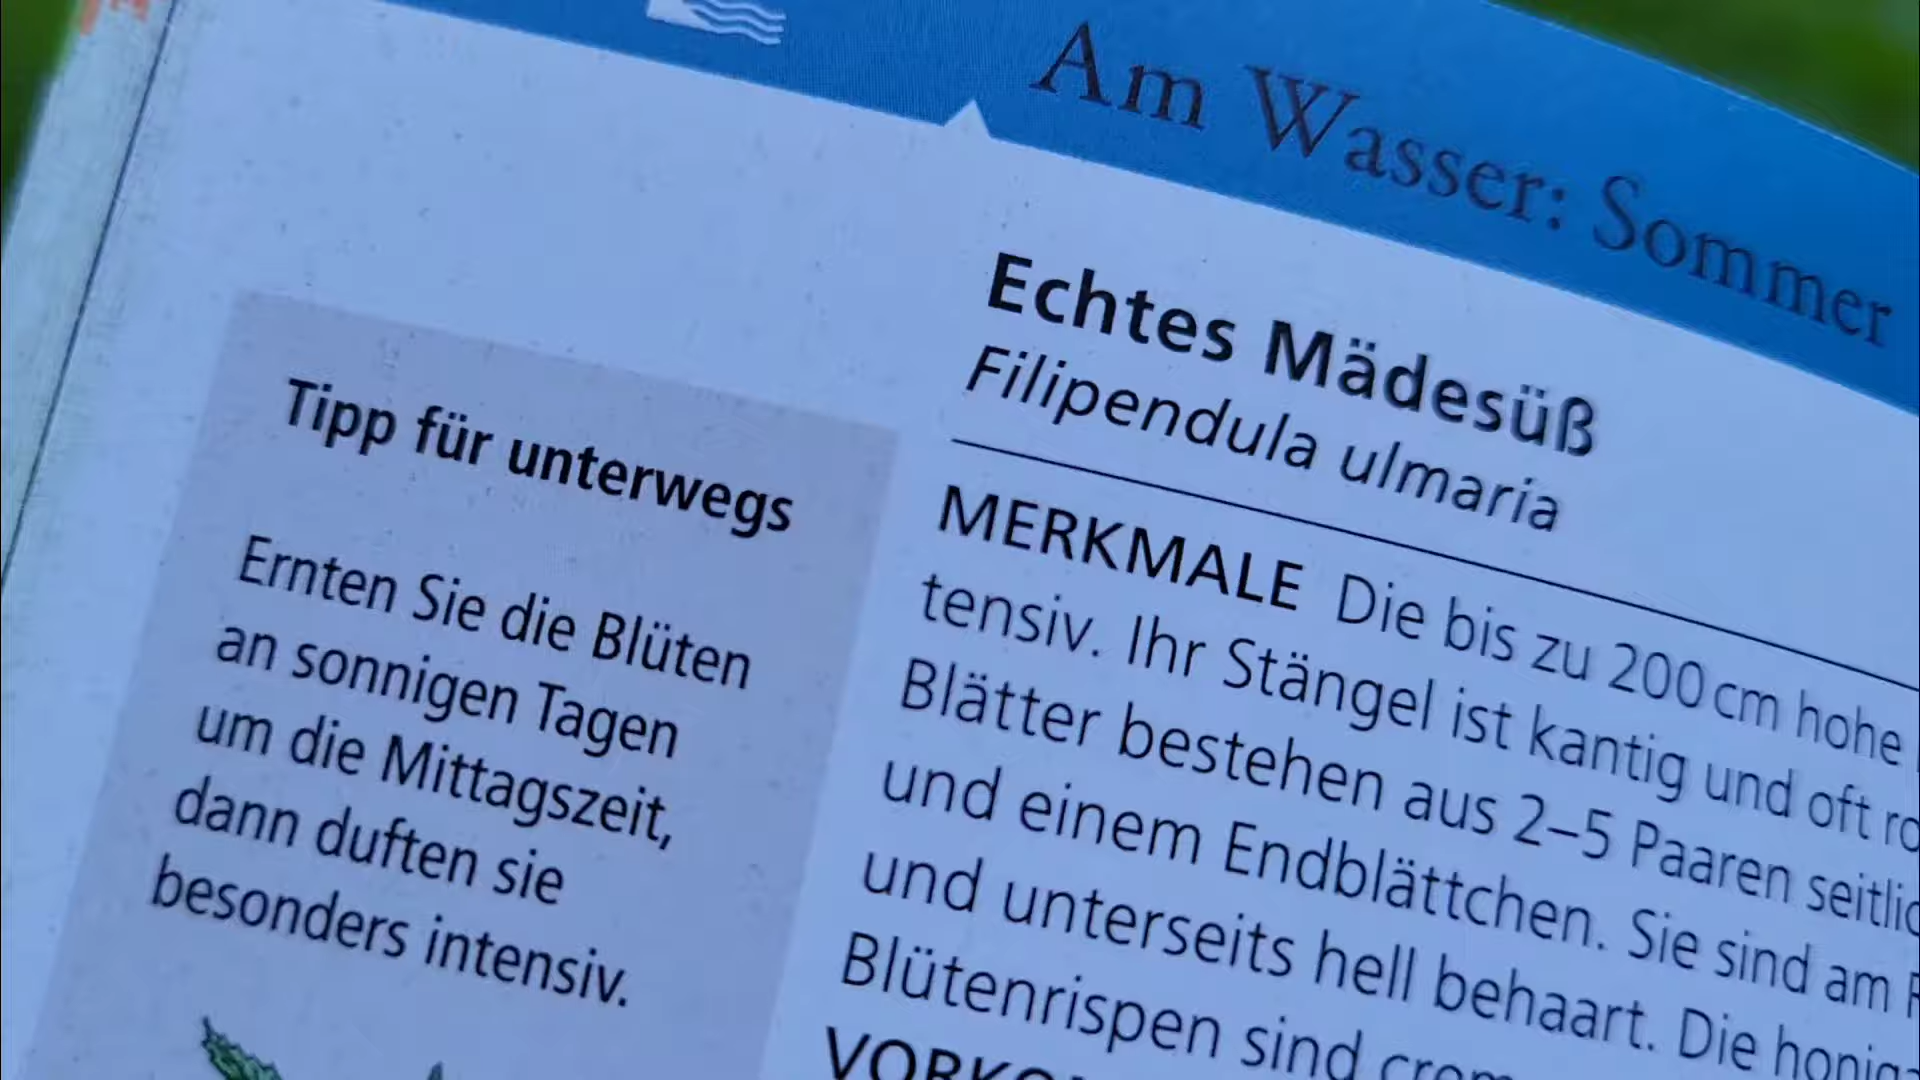 Am Wasser: Sommer
Tipp für unterwegs
Ernten Sie die Blüten
an sonnigen Tagen
um die Mittagszeit,
dann duften sie
besonders intensiv.
Echtes Mädesüß
Filipendula ulmaria
MERKMALE Die bis zu 200 cm hohe
tensiv. Ihr Stängel ist kantig und oft
Blätter bestehen aus 2–5 Paaren
und einem Endblättchen. Sie sind am
und unterseits hell behaart. Die
Blütenrispen sind